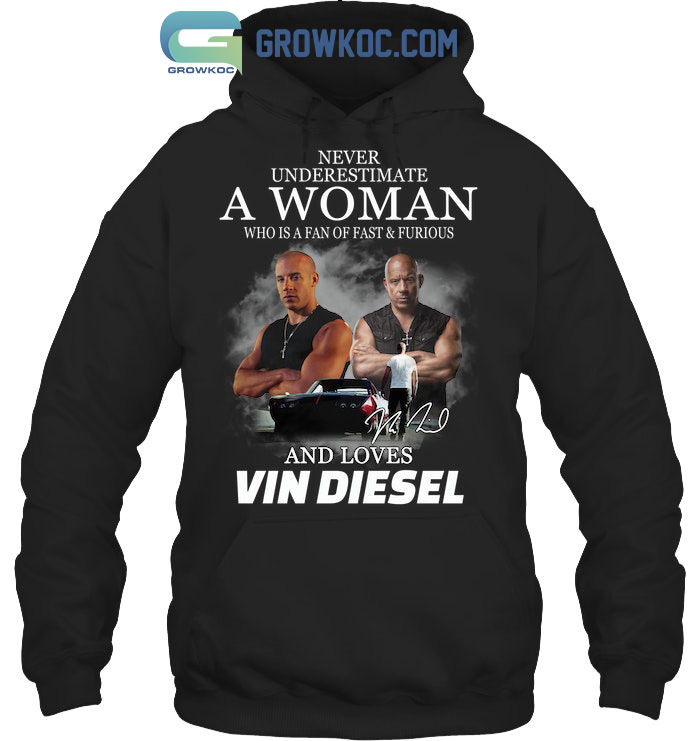 GROWKOC
GROWKOC.COM
NEVER
UNDERESTIMATE
A WOMAN
WHO IS A FAN OF FAST & FURIOUS
AND LOVES
VIN DIESEL